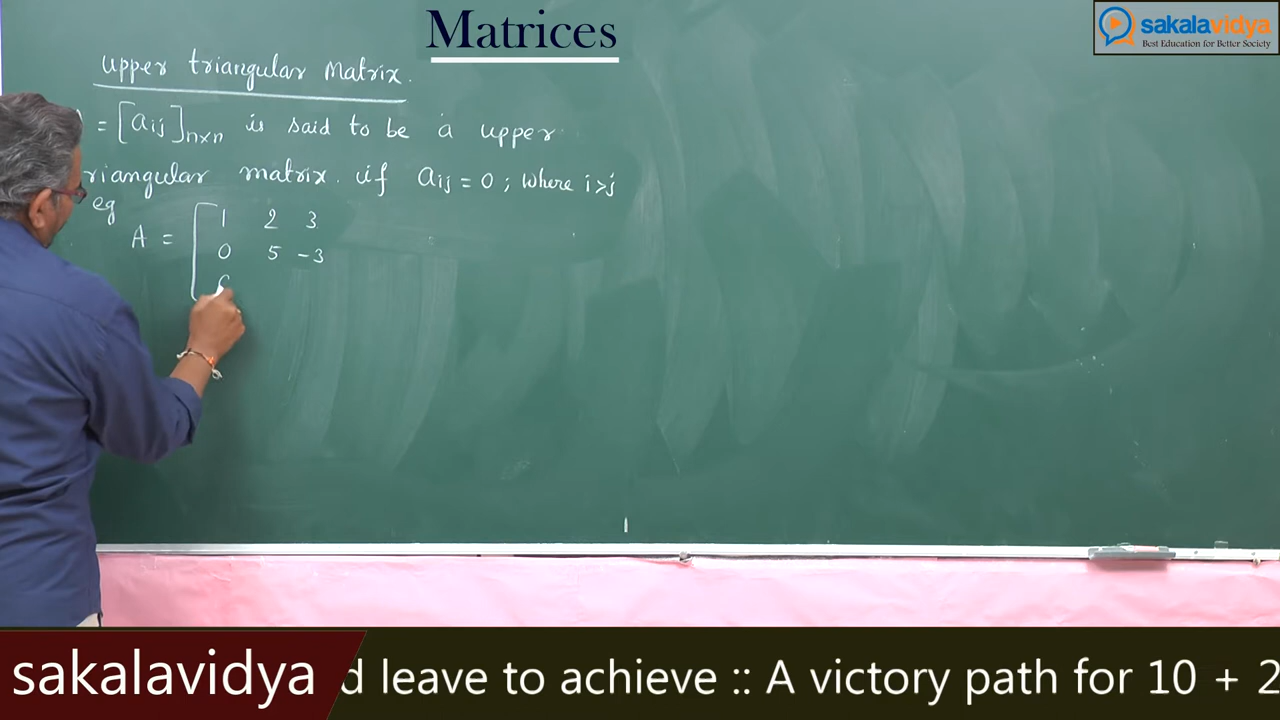 Matrices
sakalavidya
Best Education for Better Society
upper triangular Matrix.
= [aij]n×n is said to be a upper
riangular matrix. if aij = 0 ; where i>j
eg
1 2 3
A = [ 0 5 -3
sakalavidya
d leave to achieve :: A victory path for 10 + 2